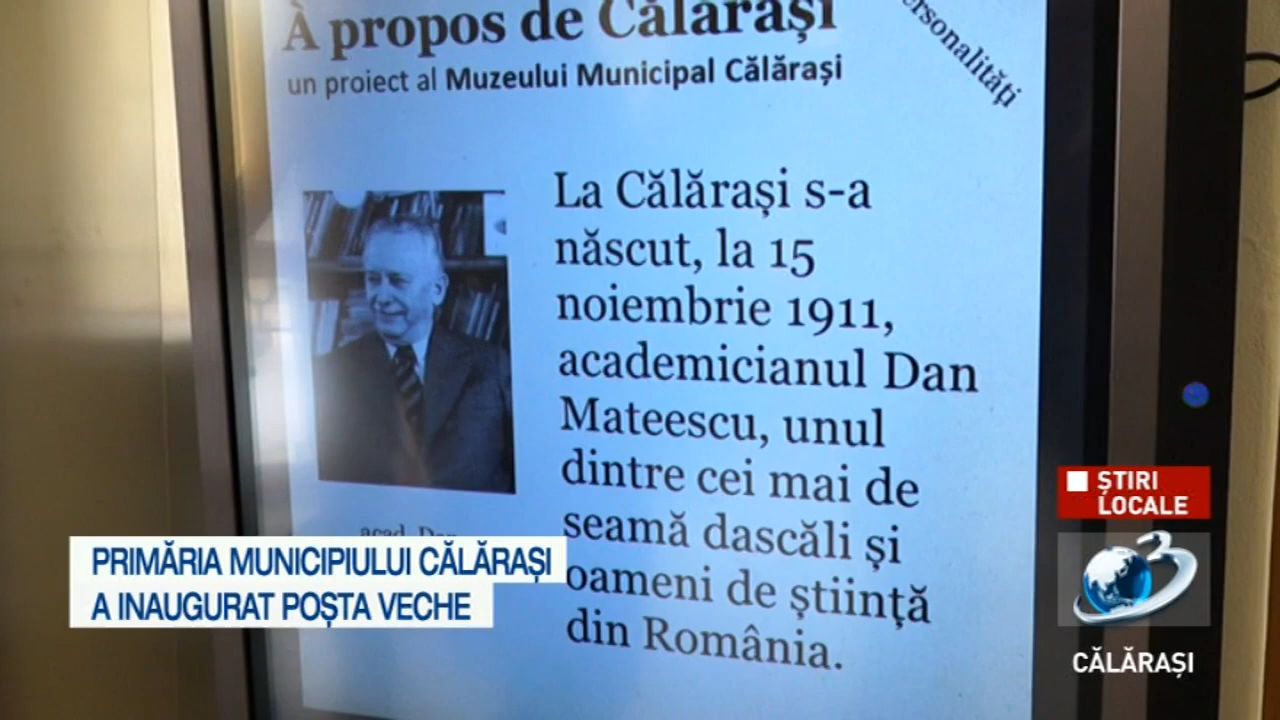 À propos de Călărași
un proiect al Muzeului Municipal Călărași
personalități
La Călărași s-a
născut, la 15
noiembrie 1911,
academicianul Dan
Mateescu, unul
dintre cei mai de
seamă dascăli și
oameni de știință
din România.
acad. Dan
PRIMĂRIA MUNICIPIULUI CĂLĂRAȘI
A INAUGURAT POȘTA VECHE
ȘTIRI
LOCALE
3
CĂLĂRAȘI